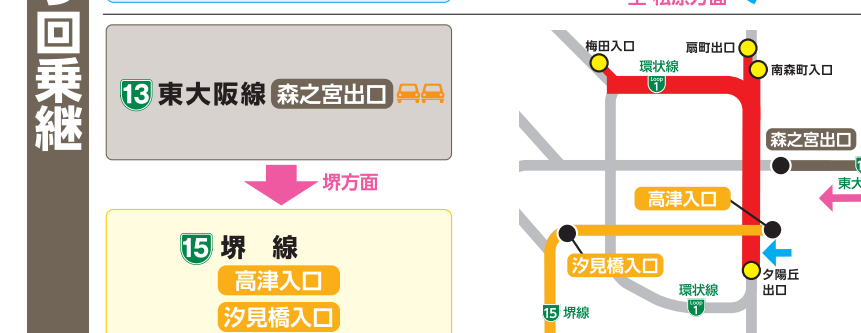 回乗継
13 東大阪線 森之宮出口
堺方面
15 堺 線
高津入口
汐見橋入口
梅田入口
扇町出口
環状線
Loop
1
南森町入口
森之宮出口
東大
高津入口
汐見橋入口
夕陽丘
出口
環状線
Loop
1
15 堺線